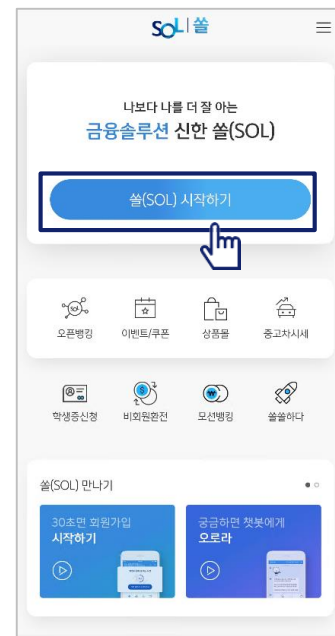 SOL 쏠
나보다 나를 더 잘 아는
금융솔루션 신한 쏠(SOL)
쏠(SOL) 시작하기
오픈뱅킹 이벤트/쿠폰 상품몰 중고차시세
학생증신청 비회원환전 모션뱅킹 쏠쏠하다
쏠(SOL) 만나기
30초면 회원가입
시작하기
궁금하면 챗봇에게
오로라